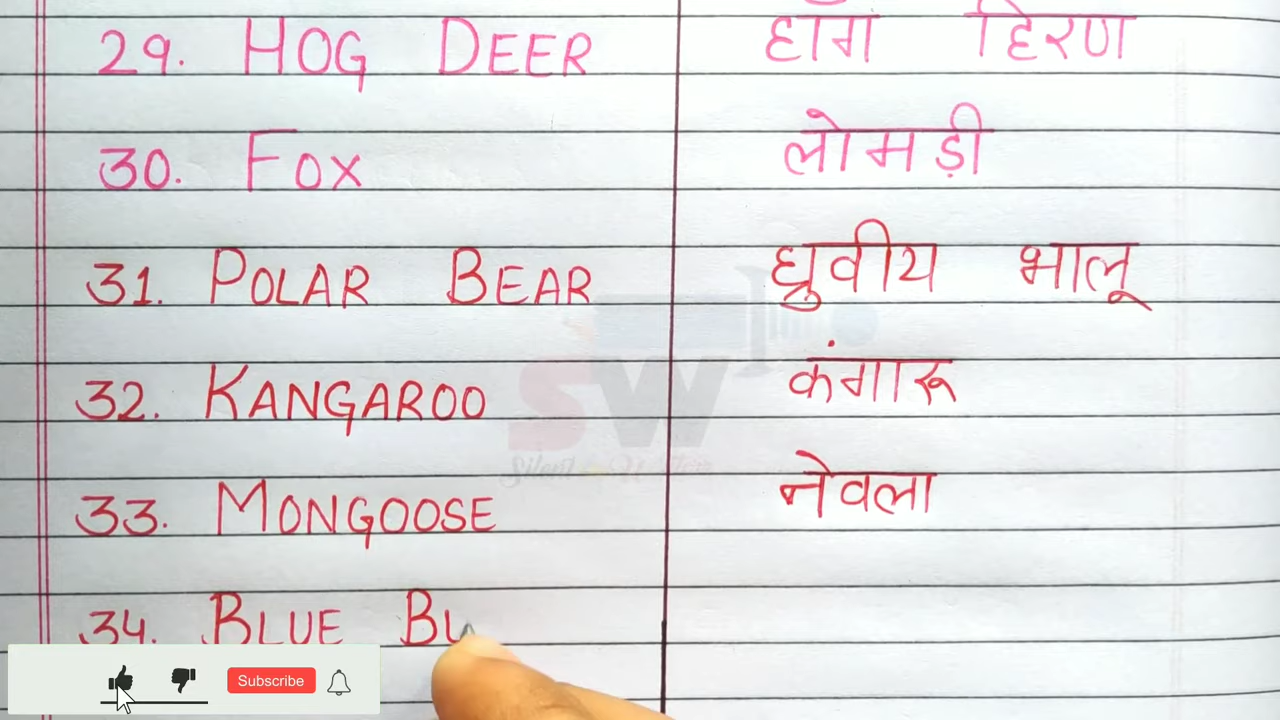 29. HOG DEER हॉग हिरण
30. FOX लोमड़ी
31. POLAR BEAR ध्रुवीय भालू
32. KANGAROO कंगारू
33. MONGOOSE नेवला
34. BLUE BU
SW
Subscribe